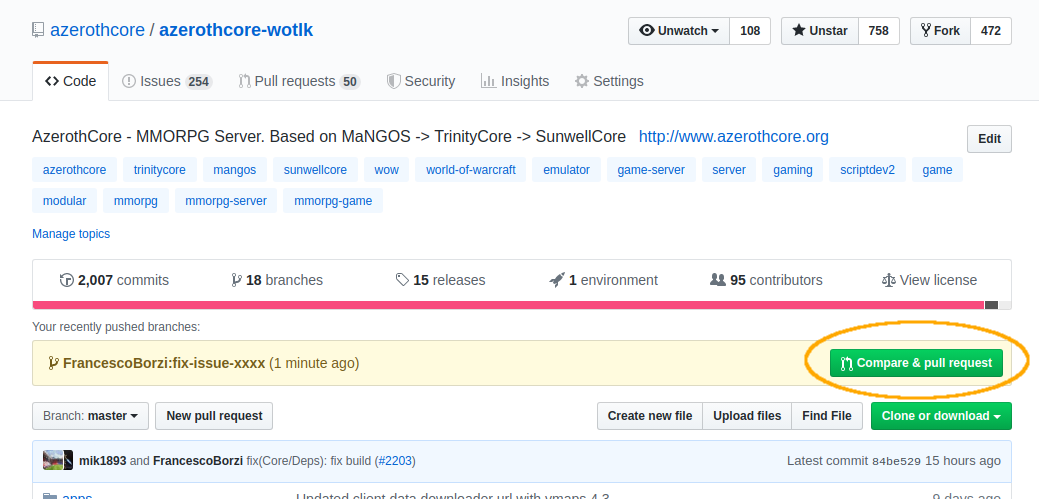 azerothcore / azerothcore-wotlk Unwatch 108 Unstar 758 Fork 472
Code Issues 254 Pull requests 50 Security Insights Settings
AzerothCore - MMORPG Server. Based on MaNGOS -> TrinityCore -> SunwellCore http://www.azerothcore.org Edit
azerothcore trinitycore mangos sunwellcore wow world-of-warcraft emulator game-server server gaming scriptdev2 game
modular mmorpg mmorpg-server mmorpg-game
Manage topics
2,007 commits 18 branches 15 releases 1 environment 95 contributors View license
Your recently pushed branches:
FrancescoBorzi:fix-issue-xxxx (1 minute ago) Compare & pull request
Branch: master New pull request Create new file Upload files Find File Clone or download
mik1893 and FrancescoBorzi fix(Core/Deps): fix build (#2203) Latest commit 84be529 15 hours ago
apps Updated client data downloader url with vmaps 4.3 9 days ago